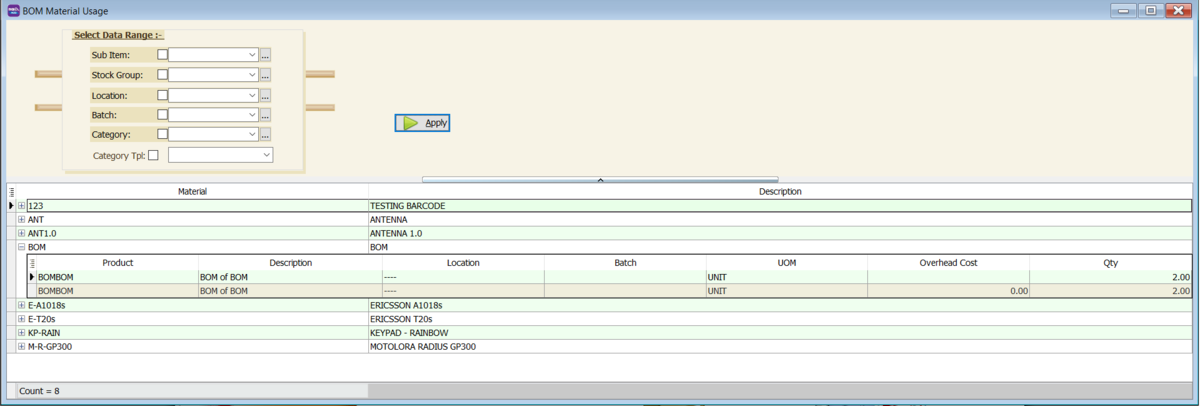 BOM Material Usage
Select Data Range :-
Sub Item: ...
Stock Group: ...
Location: ...
Batch: ...
Category: ...
Category Tpl:
Apply
Material Description
123 TESTING BARCODE
ANT ANTENNA
ANT1.0 ANTENNA 1.0
BOM BOM
Product Description Location Batch UOM Overhead Cost Qty
BOMBOM BOM of BOM ---- UNIT 2.00
BOMBOM BOM of BOM ---- UNIT 0.00 2.00
E-A1018s ERICSSON A1018s
E-T20s ERICSSON T20s
KP-RAIN KEYPAD - RAINBOW
M-R-GP300 MOTOLORA RADIUS GP300
Count = 8